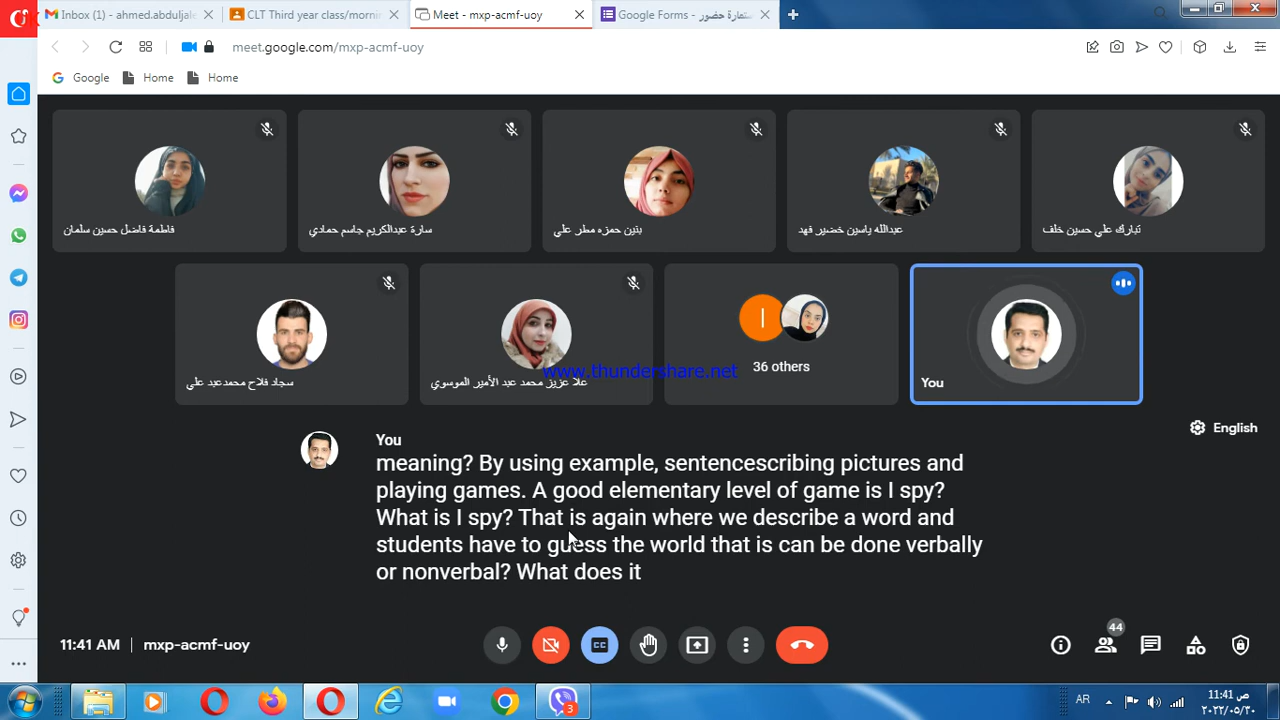 Inbox (1) - ahmed.abduljale
CLT Third year class/mornin
Meet - mxp-acmf-uoy
Google Forms - استمارة حضور
meet.google.com/mxp-acmf-uoy
Google
Home
Home
فاطمة فاضل حسين سلمان
سارة عبدالكريم جاسم حمادي
بنين حمزه مطر علي
عبدالله ياسين خضير فهد
تبارك علي حسين خلف
سجاد فلاح محمدعبد علي
علا عزيز محمد عبد الأمير الموسوي
I
36 others
You
www.thundershare.net
English
You
meaning? By using example, sentencescribing pictures and
playing games. A good elementary level of game is I spy?
What is I spy? That is again where we describe a word and
students have to guess the world that is can be done verbally
or nonverbal? What does it
11:41 AM
mxp-acmf-uoy
CC
44
3
AR
11:41 ص
٢٠٢٢/٠٥/٣٠